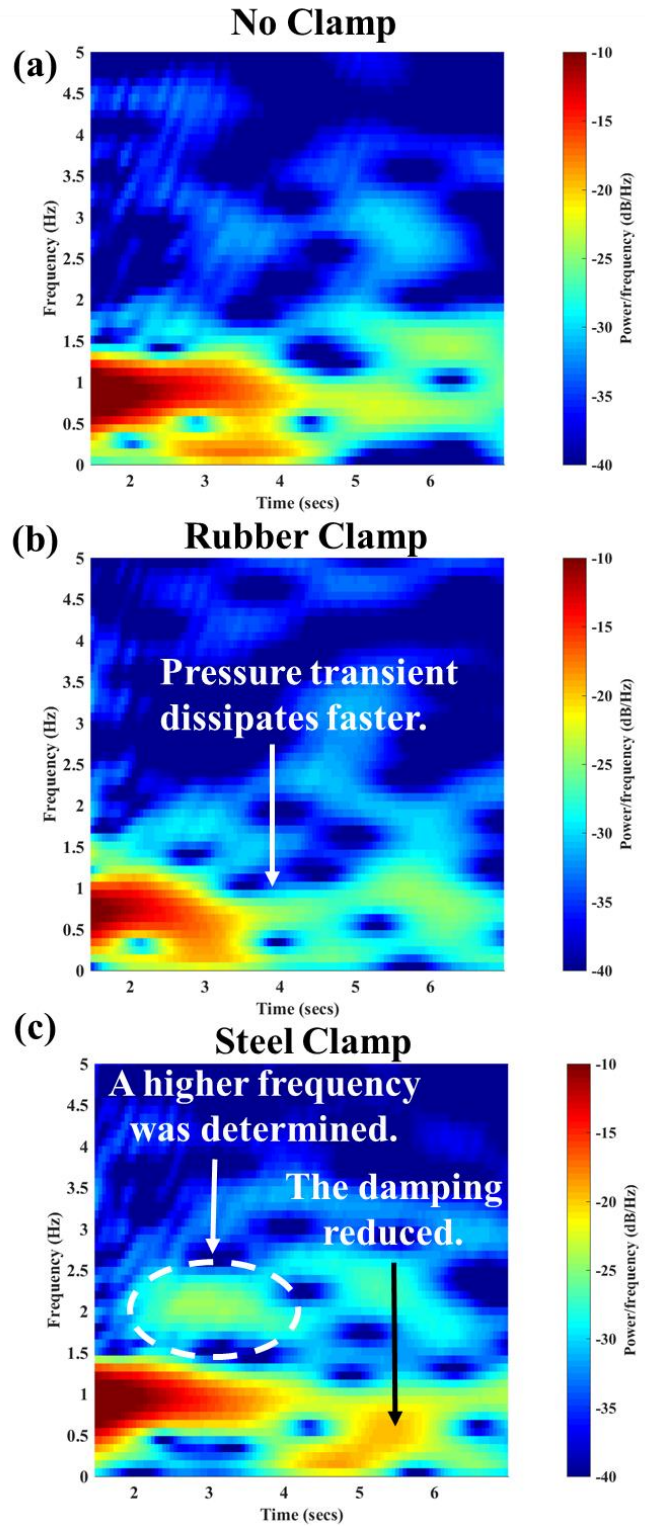 No Clamp
(a)
5
4.5
4
3.5
3
2.5
2
1.5
1
0.5
0
Frequency (Hz)
2 3 4 5 6
Time (secs)
-10
-15
-20
-25
-30
-35
-40
Power/frequency (dB/Hz)
(b)
Rubber Clamp
5
4.5
4
3.5
3
2.5
2
1.5
1
0.5
0
Frequency (Hz)
Pressure transient
dissipates faster.
2 3 4 5 6
Time (secs)
-10
-15
-20
-25
-30
-35
-40
Power/frequency (dB/Hz)
(c)
Steel Clamp
5
4.5
4
3.5
3
2.5
2
1.5
1
0.5
0
Frequency (Hz)
A higher frequency
was determined.
The damping
reduced.
2 3 4 5 6
Time (secs)
-10
-15
-20
-25
-30
-35
-40
Power/frequency (dB/Hz)